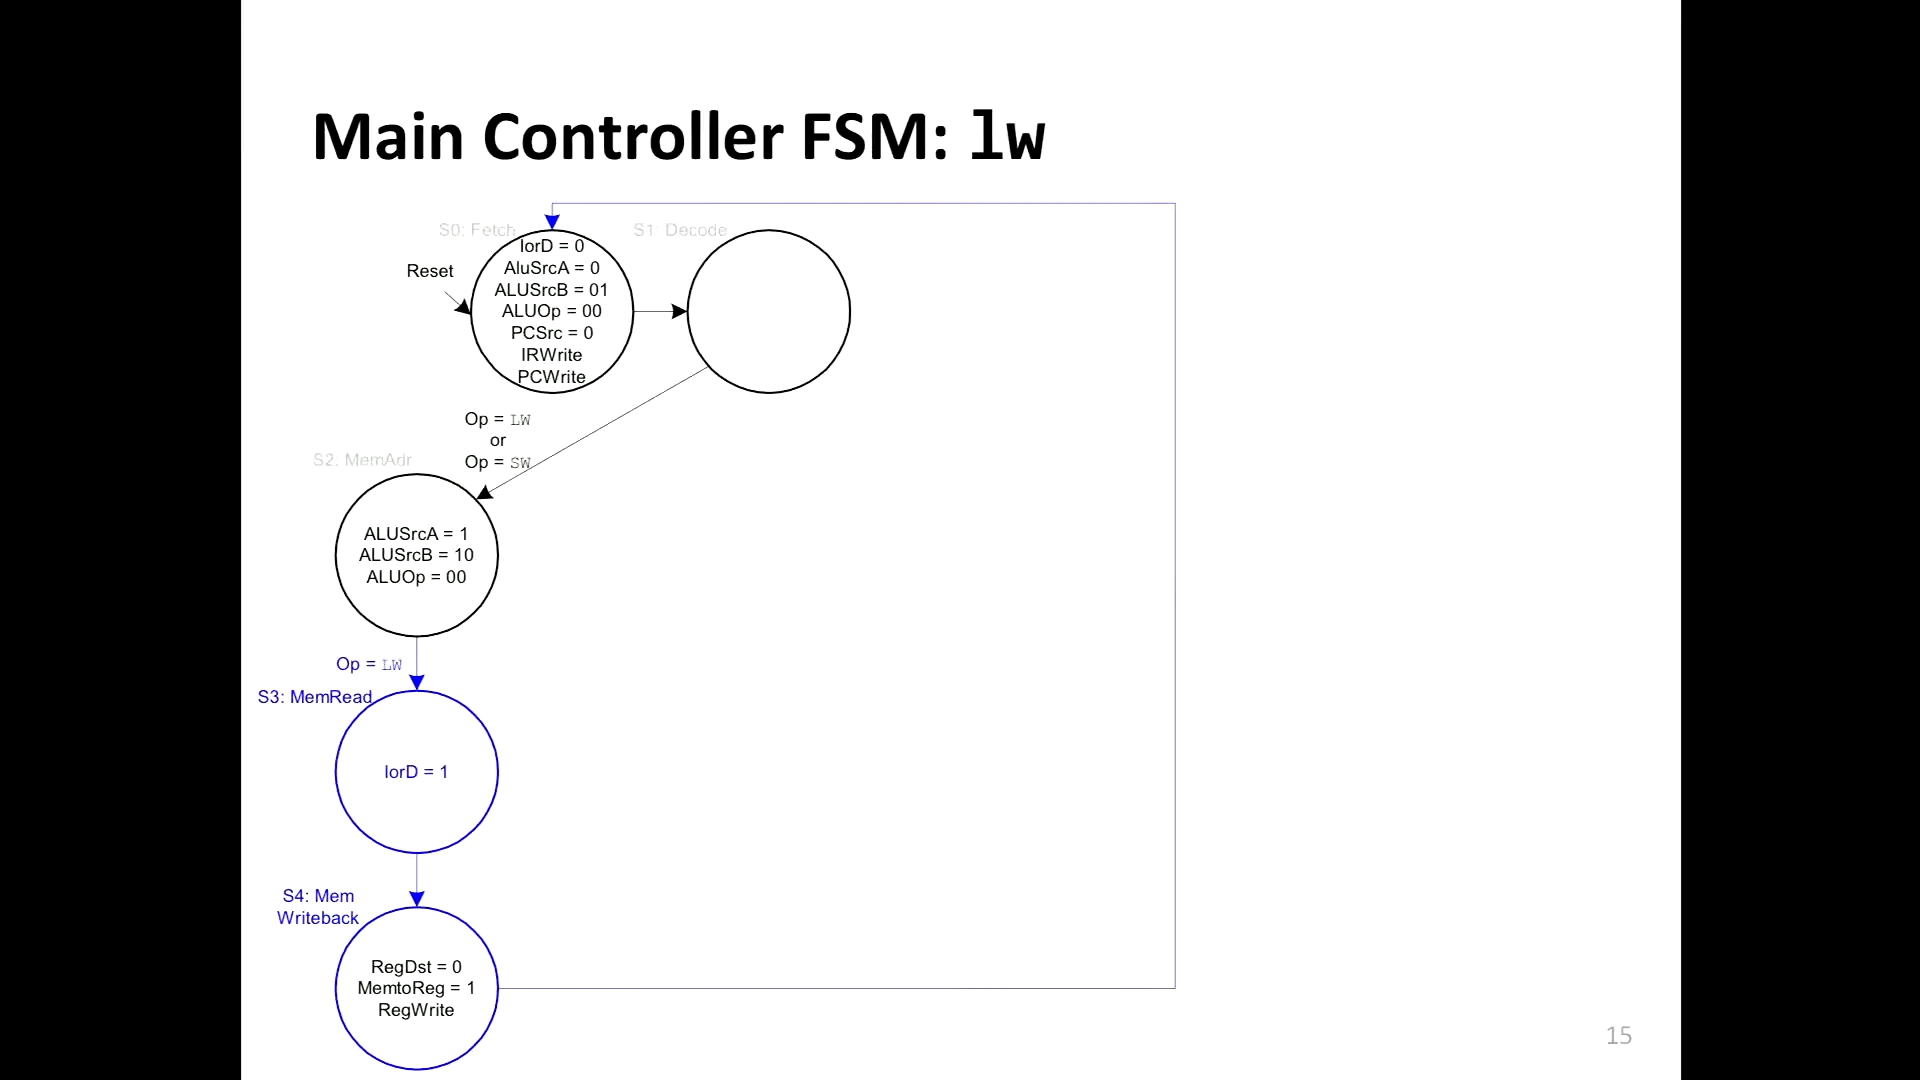 Main Controller FSM: lw
S0: Fetch
S1: Decode
Reset
IorD = 0
AluSrcA = 0
ALUSrcB = 01
ALUOp = 00
PCSrc = 0
IRWrite
PCWrite
Op = LW
or
Op = SW
S2: MemAdr
ALUSrcA = 1
ALUSrcB = 10
ALUOp = 00
Op = LW
S3: MemRead
IorD = 1
S4: Mem
Writeback
RegDst = 0
MemtoReg = 1
RegWrite
15